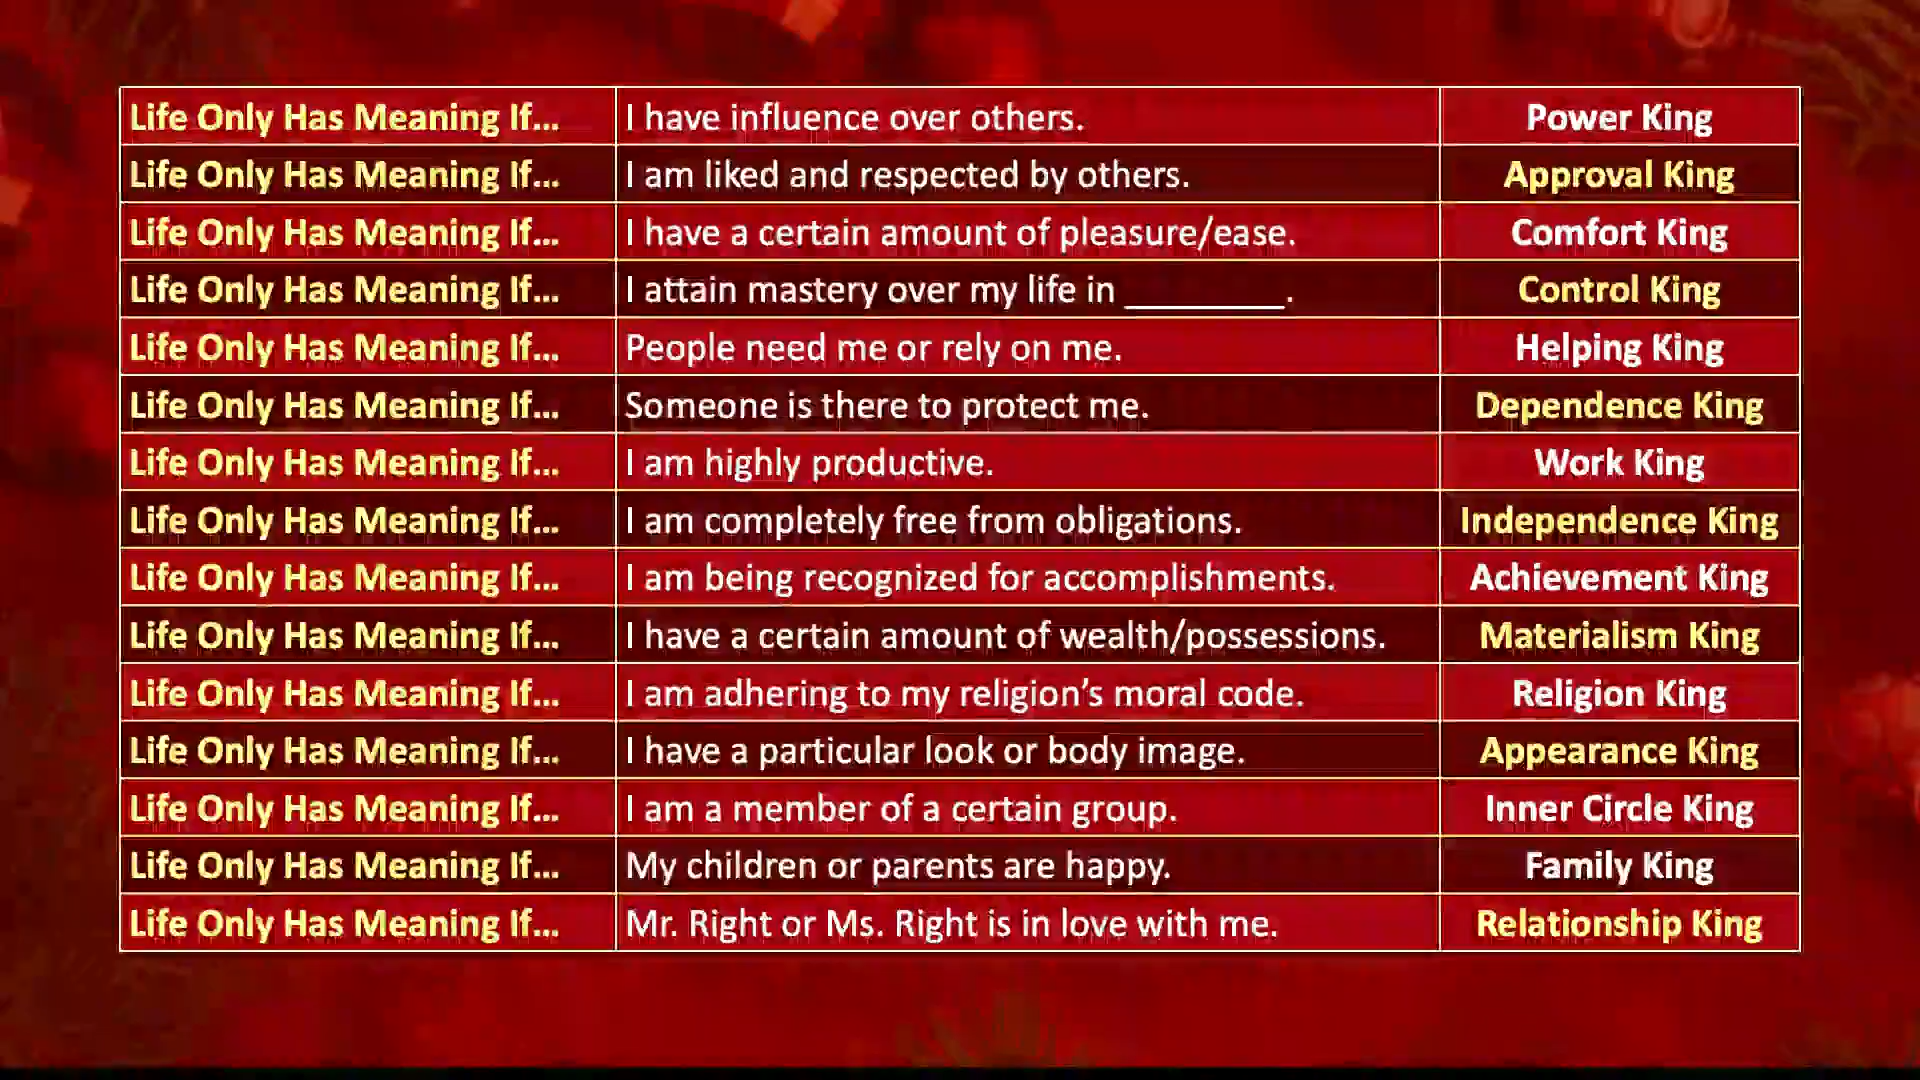 Life Only Has Meaning If... I have influence over others. Power King
Life Only Has Meaning If... I am liked and respected by others. Approval King
Life Only Has Meaning If... I have a certain amount of pleasure/ease. Comfort King
Life Only Has Meaning If... I attain mastery over my life in ________. Control King
Life Only Has Meaning If... People need me or rely on me. Helping King
Life Only Has Meaning If... Someone is there to protect me. Dependence King
Life Only Has Meaning If... I am highly productive. Work King
Life Only Has Meaning If... I am completely free from obligations. Independence King
Life Only Has Meaning If... I am being recognized for accomplishments. Achievement King
Life Only Has Meaning If... I have a certain amount of wealth/possessions. Materialism King
Life Only Has Meaning If... I am adhering to my religion’s moral code. Religion King
Life Only Has Meaning If... I have a particular look or body image. Appearance King
Life Only Has Meaning If... I am a member of a certain group. Inner Circle King
Life Only Has Meaning If... My children or parents are happy. Family King
Life Only Has Meaning If... Mr. Right or Ms. Right is in love with me. Relationship King